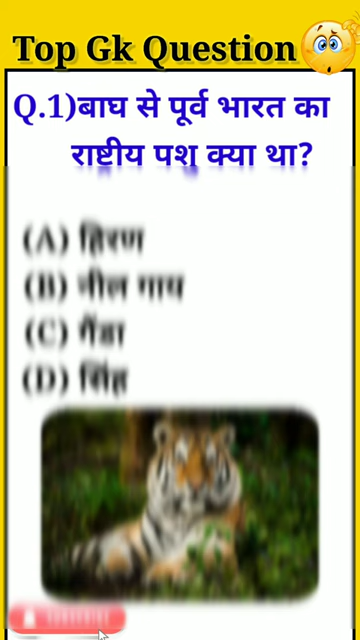 Top Gk Question
Q.1)बाघ से पूर्व भारत का
राष्टीय पशु क्या था?
(A) हिरण
(B) नील गाय
(C) गैंडा
(D) सिंह